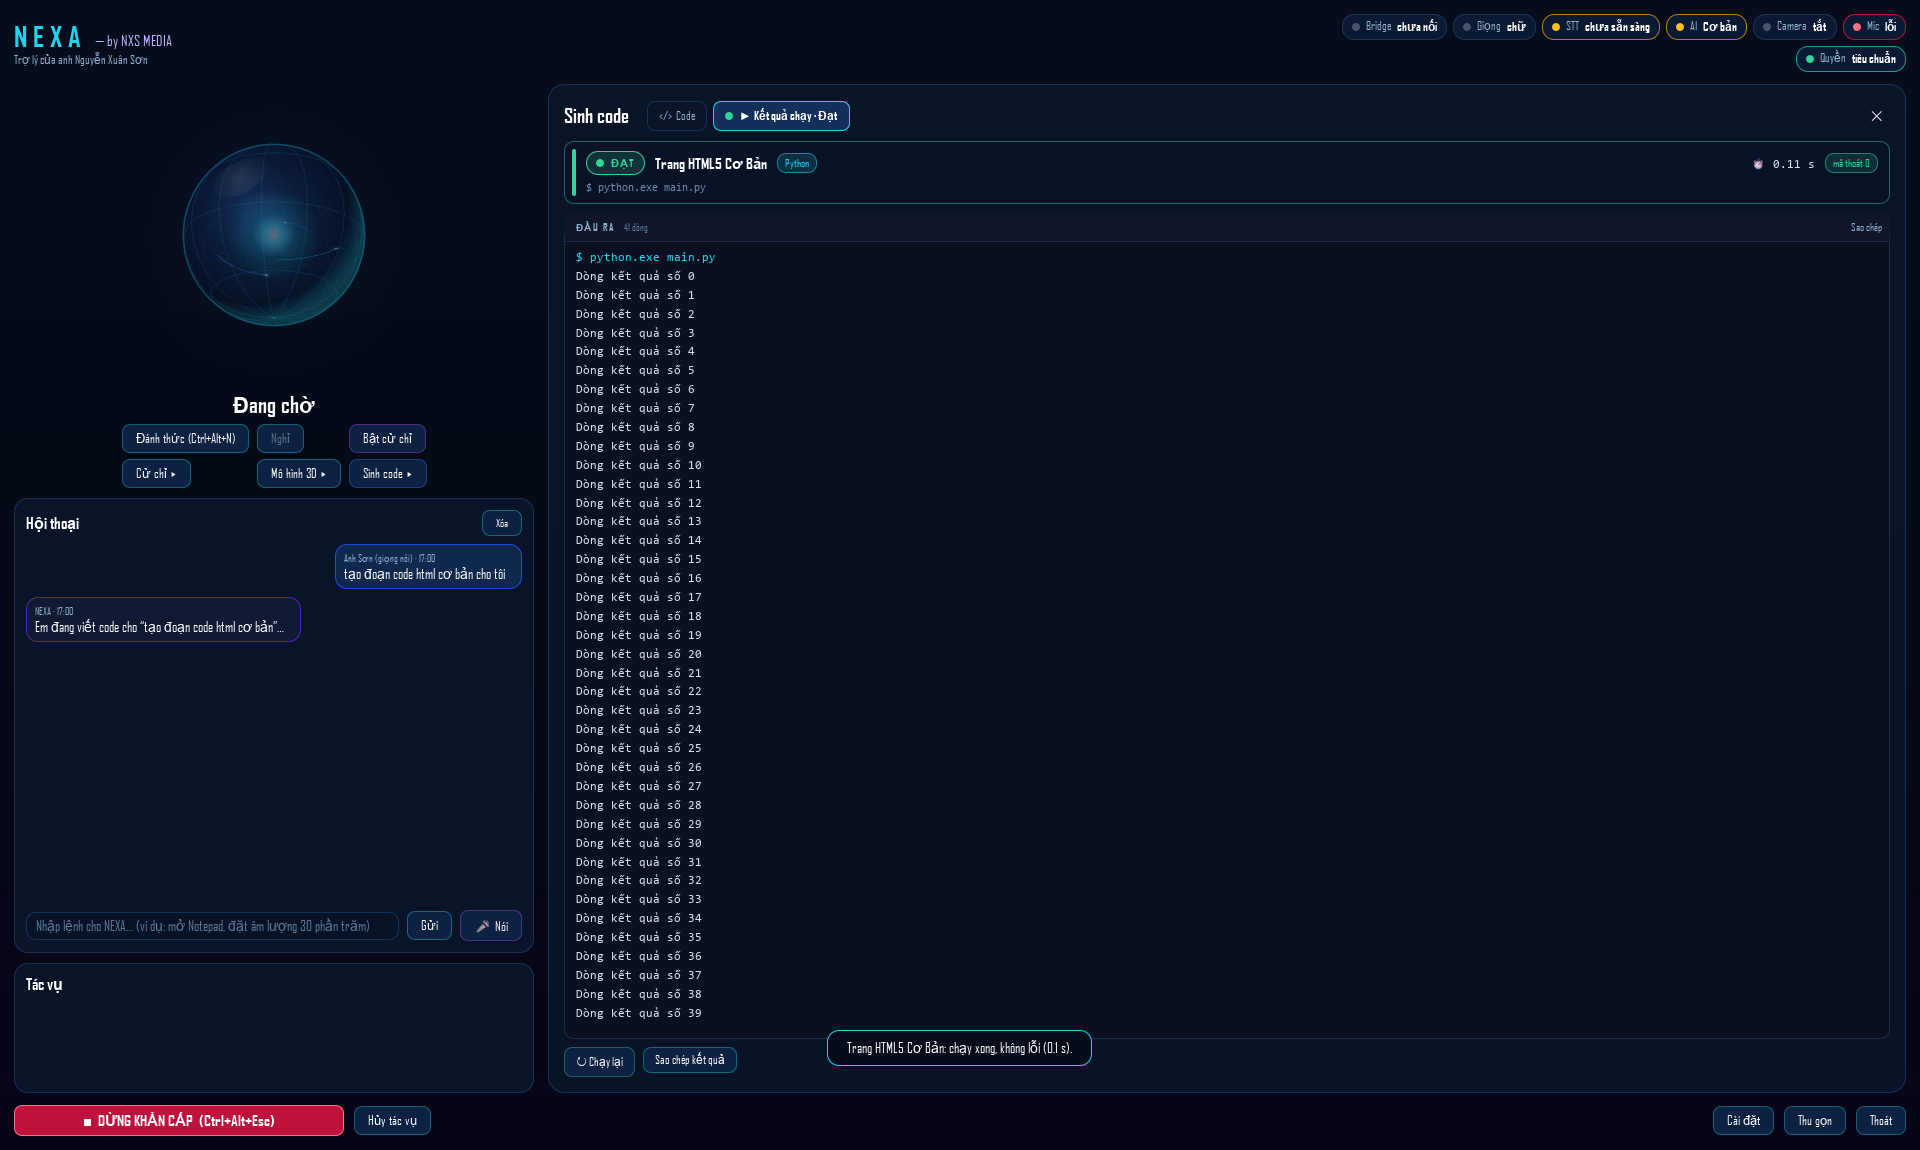 NEXA — by NXS MEDIA
Trợ lý của anh Nguyễn Xuân Sơn
Bridge chưa nối
Giọng chữ
STT chưa sẵn sàng
AI Cơ bản
Camera tắt
Mic lỗi
Quyền tiêu chuẩn
Đang chờ
Đánh thức (Ctrl+Alt+N)
Nghỉ
Bật cử chỉ
Cử chỉ ▸
Mô hình 3D ▸
Sinh code ▸
Hội thoại
Xóa
Anh Sơn (giọng nói) · 17:00
tạo đoạn code html cơ bản cho tôi
NEXA · 17:00
Em đang viết code cho “tạo đoạn code html cơ bản”…
Nhập lệnh cho NEXA... (ví dụ: mở Notepad, đặt âm lượng 30 phần trăm)
Gửi
Nói
Tác vụ
Sinh code
</> Code
► Kết quả chạy · Đạt
ĐẠT
Trang HTML5 Cơ Bản
Python
0.11 s
mã thoát 0
$ python.exe main.py
ĐẦU RA 41 dòng
Sao chép
$ python.exe main.py
Dòng kết quả số 0
Dòng kết quả số 1
Dòng kết quả số 2
Dòng kết quả số 3
Dòng kết quả số 4
Dòng kết quả số 5
Dòng kết quả số 6
Dòng kết quả số 7
Dòng kết quả số 8
Dòng kết quả số 9
Dòng kết quả số 10
Dòng kết quả số 11
Dòng kết quả số 12
Dòng kết quả số 13
Dòng kết quả số 14
Dòng kết quả số 15
Dòng kết quả số 16
Dòng kết quả số 17
Dòng kết quả số 18
Dòng kết quả số 19
Dòng kết quả số 20
Dòng kết quả số 21
Dòng kết quả số 22
Dòng kết quả số 23
Dòng kết quả số 24
Dòng kết quả số 25
Dòng kết quả số 26
Dòng kết quả số 27
Dòng kết quả số 28
Dòng kết quả số 29
Dòng kết quả số 30
Dòng kết quả số 31
Dòng kết quả số 32
Dòng kết quả số 33
Dòng kết quả số 34
Dòng kết quả số 35
Dòng kết quả số 36
Dòng kết quả số 37
Dòng kết quả số 38
Dòng kết quả số 39
↻ Chạy lại
Sao chép kết quả
Trang HTML5 Cơ Bản: chạy xong, không lỗi (0.1 s).
■ DỪNG KHẨN CẤP (Ctrl+Alt+Esc)
Hủy tác vụ
Cài đặt
Thu gọn
Thoát